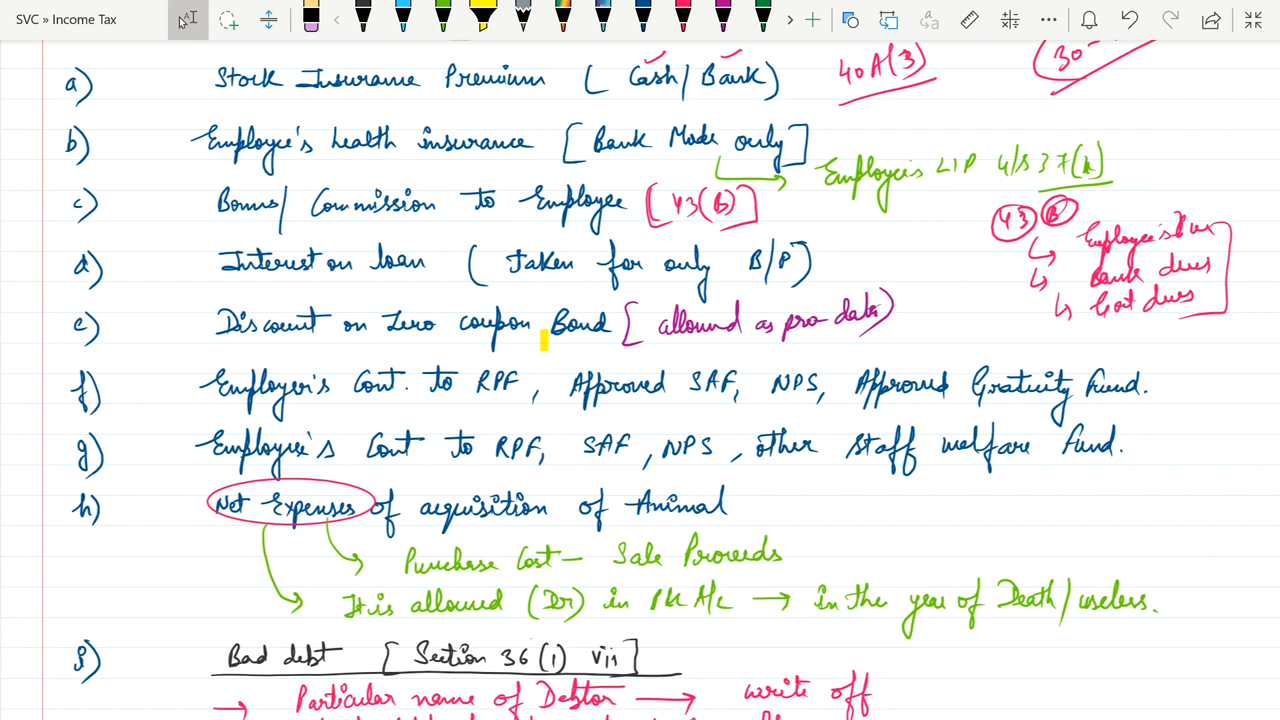 SVC » Income Tax
40A(3)
30
a) Stock Insurance Premium ( Cash / Bank )
b) Employee's health insurance [ Bank Mode only ]
Employee's LIP u/s 37(1)
c) Bonus / Commission to Employee [ 43(B) ]
43 B
Employee's Due
Bank dues
Govt dues
d) Interest on loan ( Taken for only B/P )
e) Discount on Zero coupon Bond [ allowed as pro-data )
f) Employer's Cont. to RPF, Approved SAF, NPS, Approved Gratuity Fund.
g) Employee's Cont to RPF, SAF, NPS, other staff welfare Fund.
h) Net Expenses of acquisition of Animal
Purchase Cost – Sale Proceeds
It is allowed (Dr) in P&L A/c → in the year of Death / useless.
Bad debt [ Section 36 (1) vii ]
→ Particular name of Debtor → write off